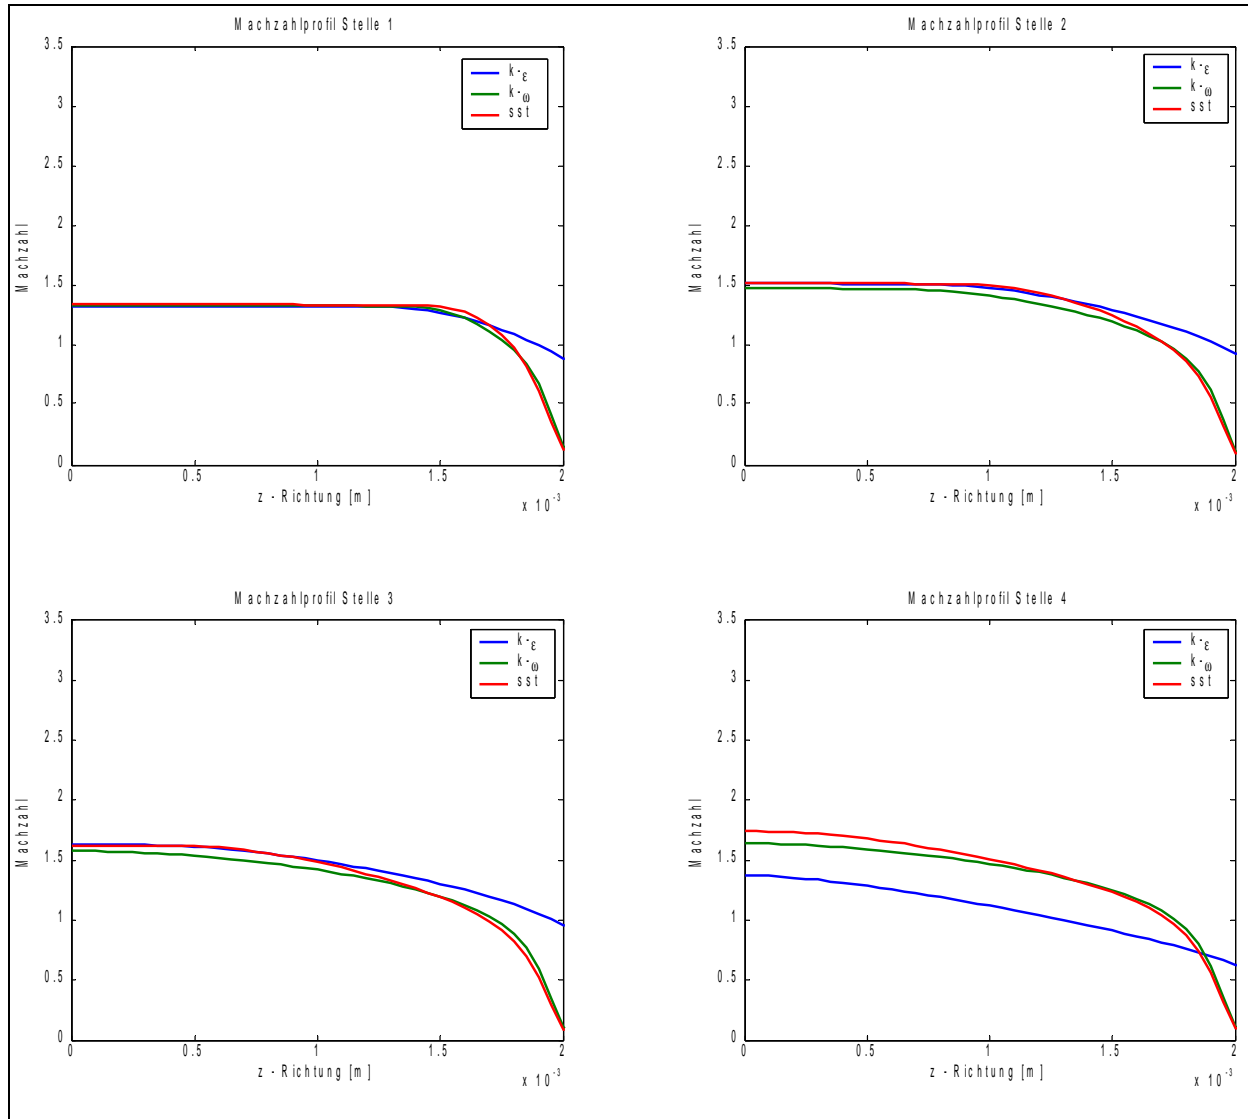 Machzahlprofil Stelle 1
3.5
3
2.5
2
1.5
1
0.5
0
Machzahl
k-ε
k-ω
sst
0 0.5 1 1.5 2
z - Richtung [m]
x 10⁻³
Machzahlprofil Stelle 2
3.5
3
2.5
2
1.5
1
0.5
0
Machzahl
k-ε
k-ω
sst
0 0.5 1 1.5 2
z - Richtung [m]
x 10⁻³
Machzahlprofil Stelle 3
3.5
3
2.5
2
1.5
1
0.5
0
Machzahl
k-ε
k-ω
sst
0 0.5 1 1.5 2
z - Richtung [m]
x 10⁻³
Machzahlprofil Stelle 4
3.5
3
2.5
2
1.5
1
0.5
0
Machzahl
k-ε
k-ω
sst
0 0.5 1 1.5 2
z - Richtung [m]
x 10⁻³